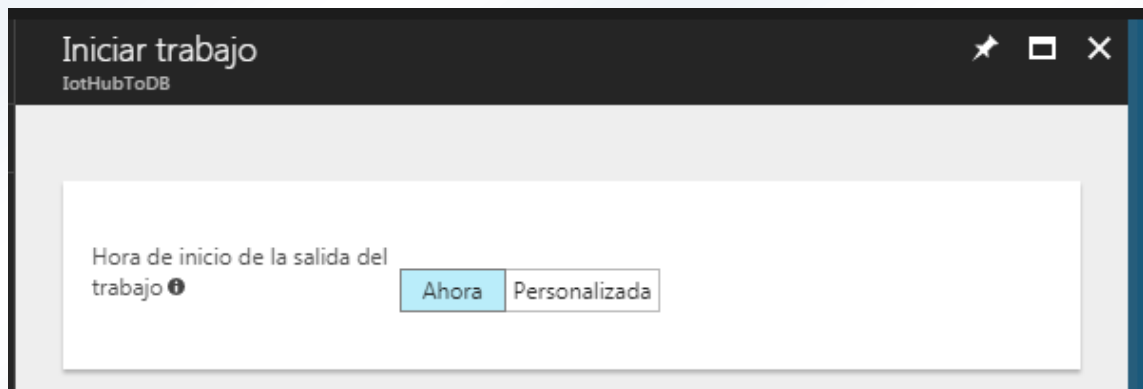 Iniciar trabajo
IotHubToDB
Hora de inicio de la salida del
trabajo
Ahora Personalizada